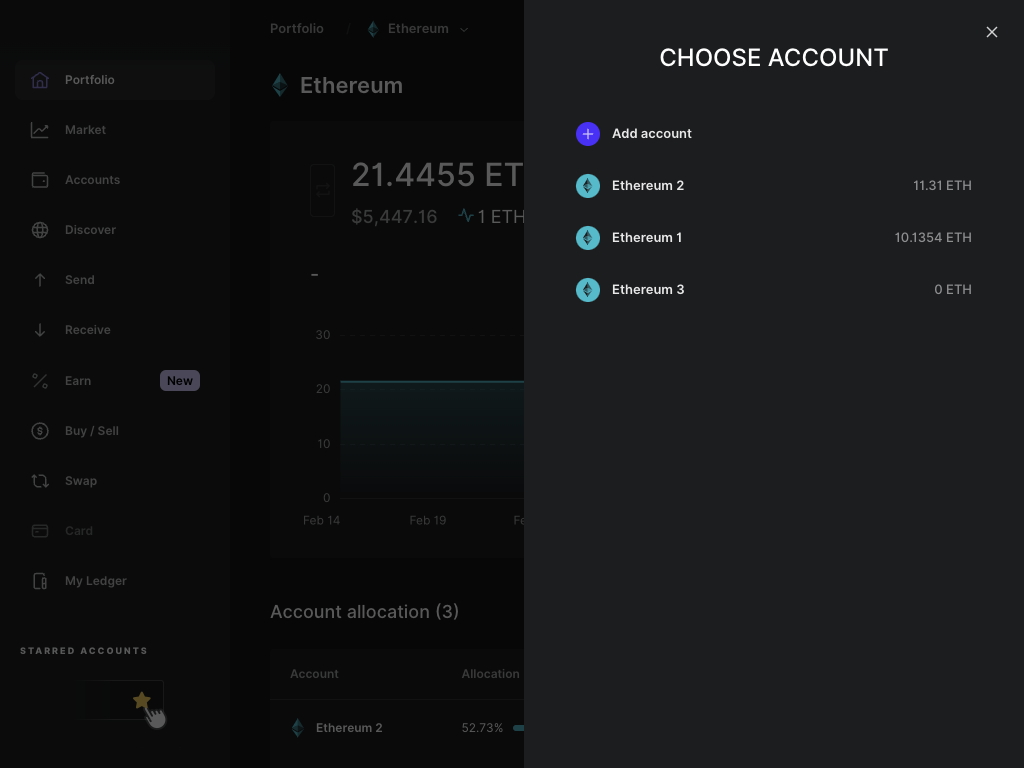 Portfolio / Ethereum
CHOOSE ACCOUNT
Portfolio
Ethereum
Market
Add account
21.4455 ET
Accounts
Ethereum 2 11.31 ETH
$5,447.16 1 ETH
Discover
Ethereum 1 10.1354 ETH
-
Send
Ethereum 3 0 ETH
Receive
30
Earn New
20
Buy / Sell
10
Swap
0
Feb 14 Feb 19 Fe
Card
My Ledger
Account allocation (3)
STARRED ACCOUNTS
Account Allocation
Ethereum 2 52.73%